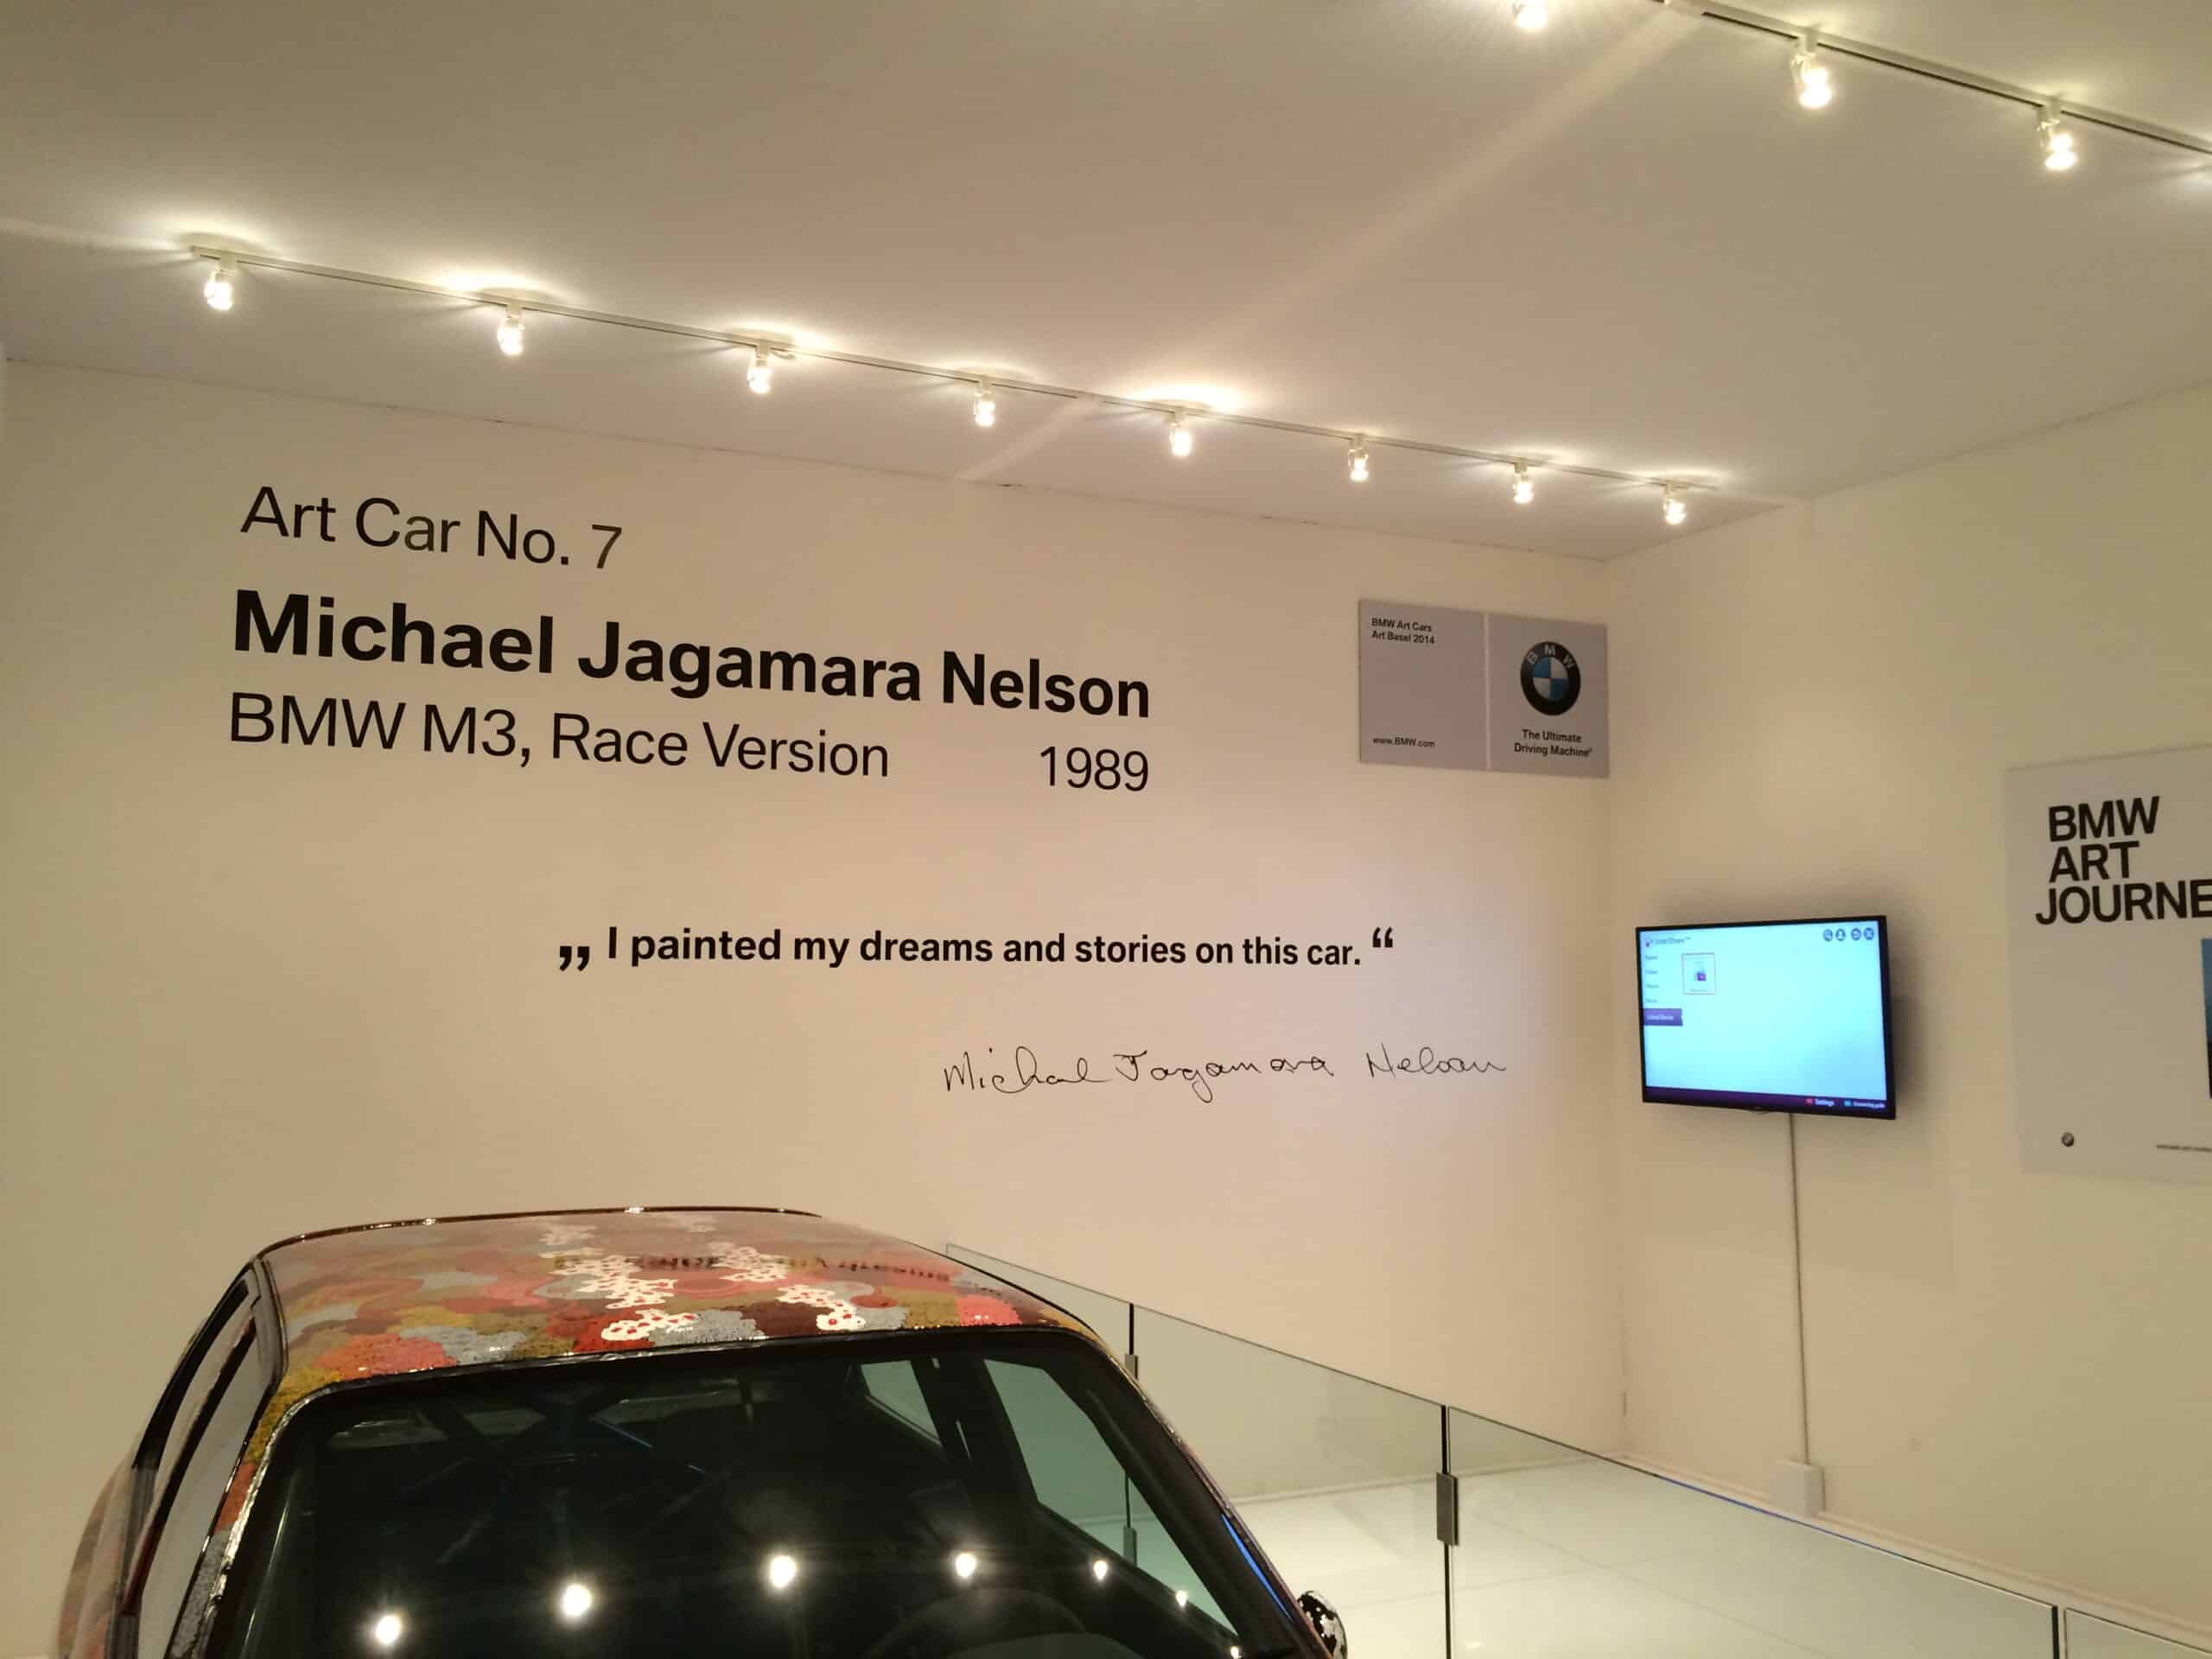 Art Car No. 7
Michael Jagamara Nelson
BMW M3, Race Version 1989
„ I painted my dreams and stories on this car. “
Michael Jagamara Nelson
BMW Art Cars
Art Basel 2014
www.BMW.com
BMW
The Ultimate
Driving Machine®
SmartShare™
Settings
BMW
ART
JOURNE